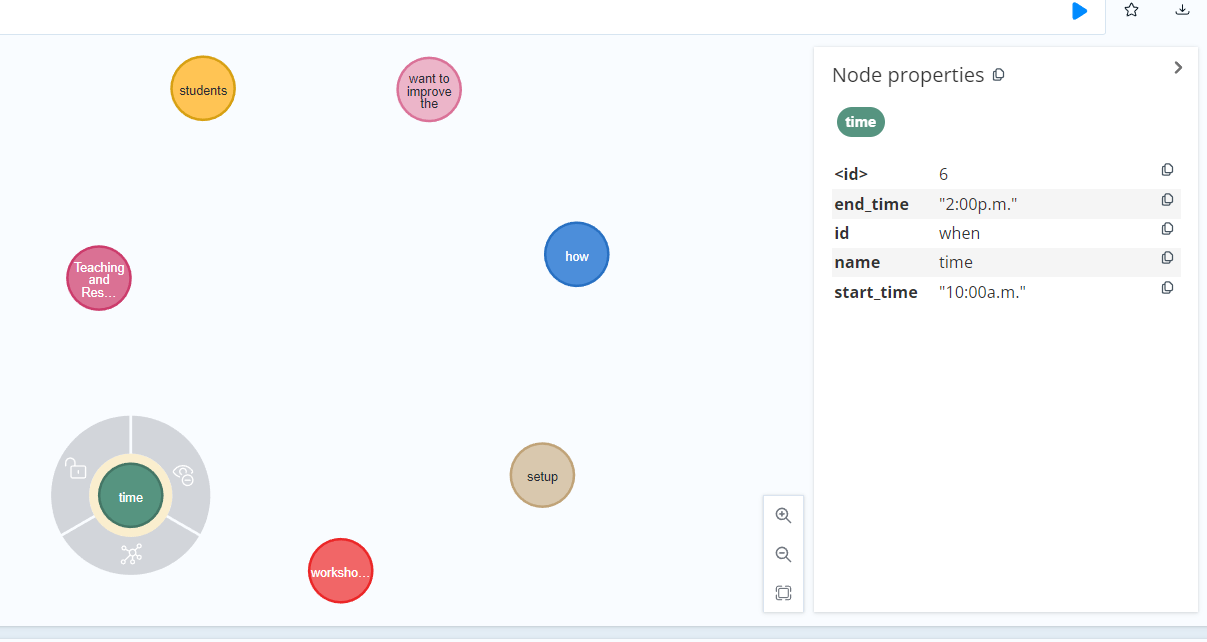 students
want to
improve
the
how
Teaching
and
Res...
time
setup
worksho...
Node properties
time
<id> 6
end_time "2:00p.m."
id when
name time
start_time "10:00a.m."